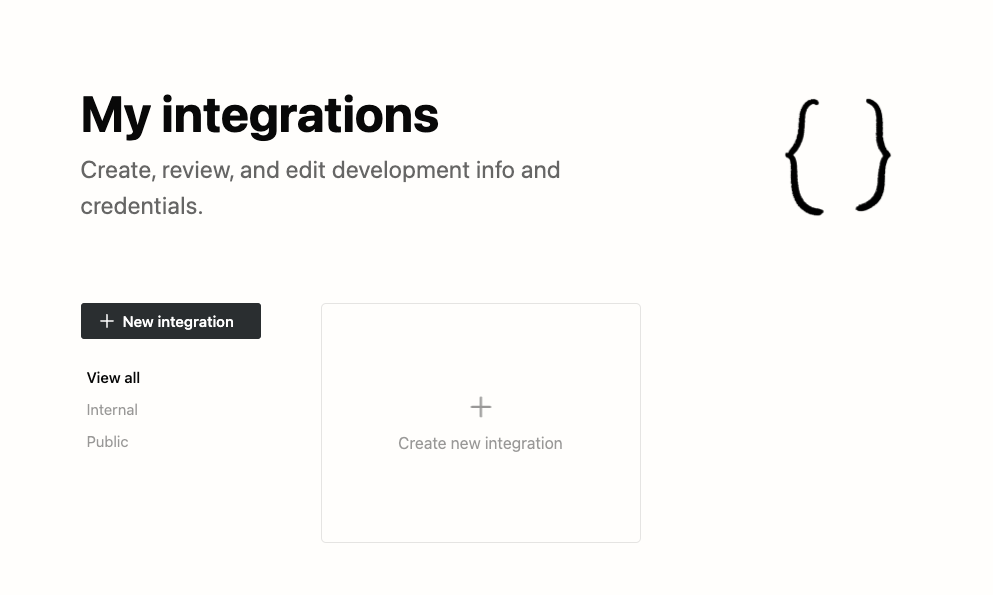 My integrations
Create, review, and edit development info and
credentials.
{ }
+ New integration
View all
Internal
Public
+
Create new integration